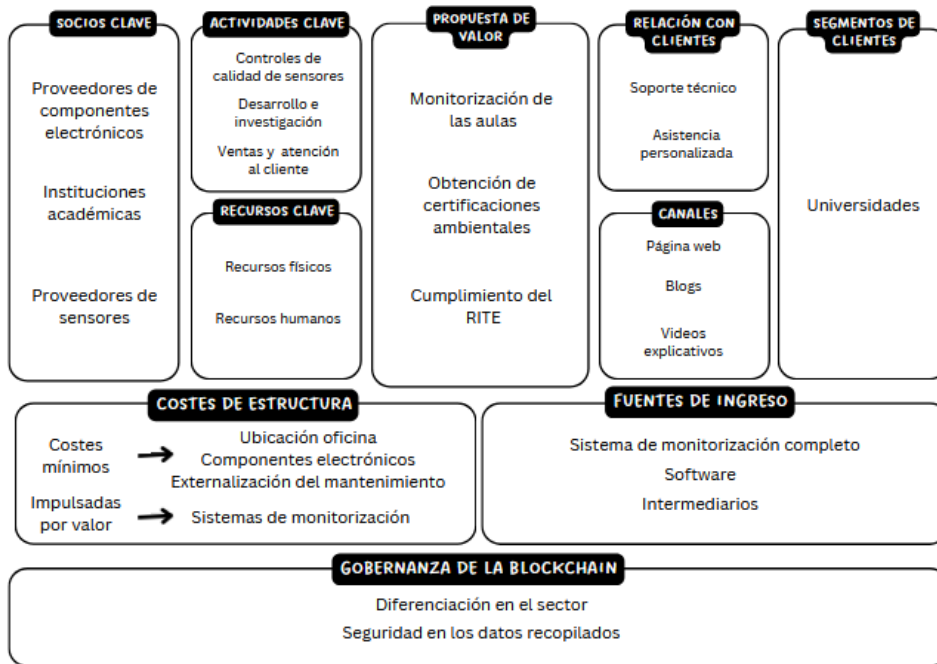 SOCIOS CLAVE
Proveedores de
componentes
electrónicos
Instituciones
académicas
Proveedores de
sensores
ACTIVIDADES CLAVE
Controles de
calidad de sensores
Desarrollo e
investigación
Ventas y atención
al cliente
RECURSOS CLAVE
Recursos físicos
Recursos humanos
PROPUESTA DE
VALOR
Monitorización de
las aulas
Obtención de
certificaciones
ambientales
Cumplimiento del
RITE
RELACIÓN CON
CLIENTES
Soporte técnico
Asistencia
personalizada
CANALES
Página web
Blogs
Videos
explicativos
SEGMENTOS DE
CLIENTES
Universidades
COSTES DE ESTRUCTURA
Costes
mínimos
Ubicación oficina
Componentes electrónicos
Externalización del mantenimiento
Impulsadas
por valor
Sistemas de monitorización
FUENTES DE INGRESO
Sistema de monitorización completo
Software
Intermediarios
GOBERNANZA DE LA BLOCKCHAIN
Diferenciación en el sector
Seguridad en los datos recopilados